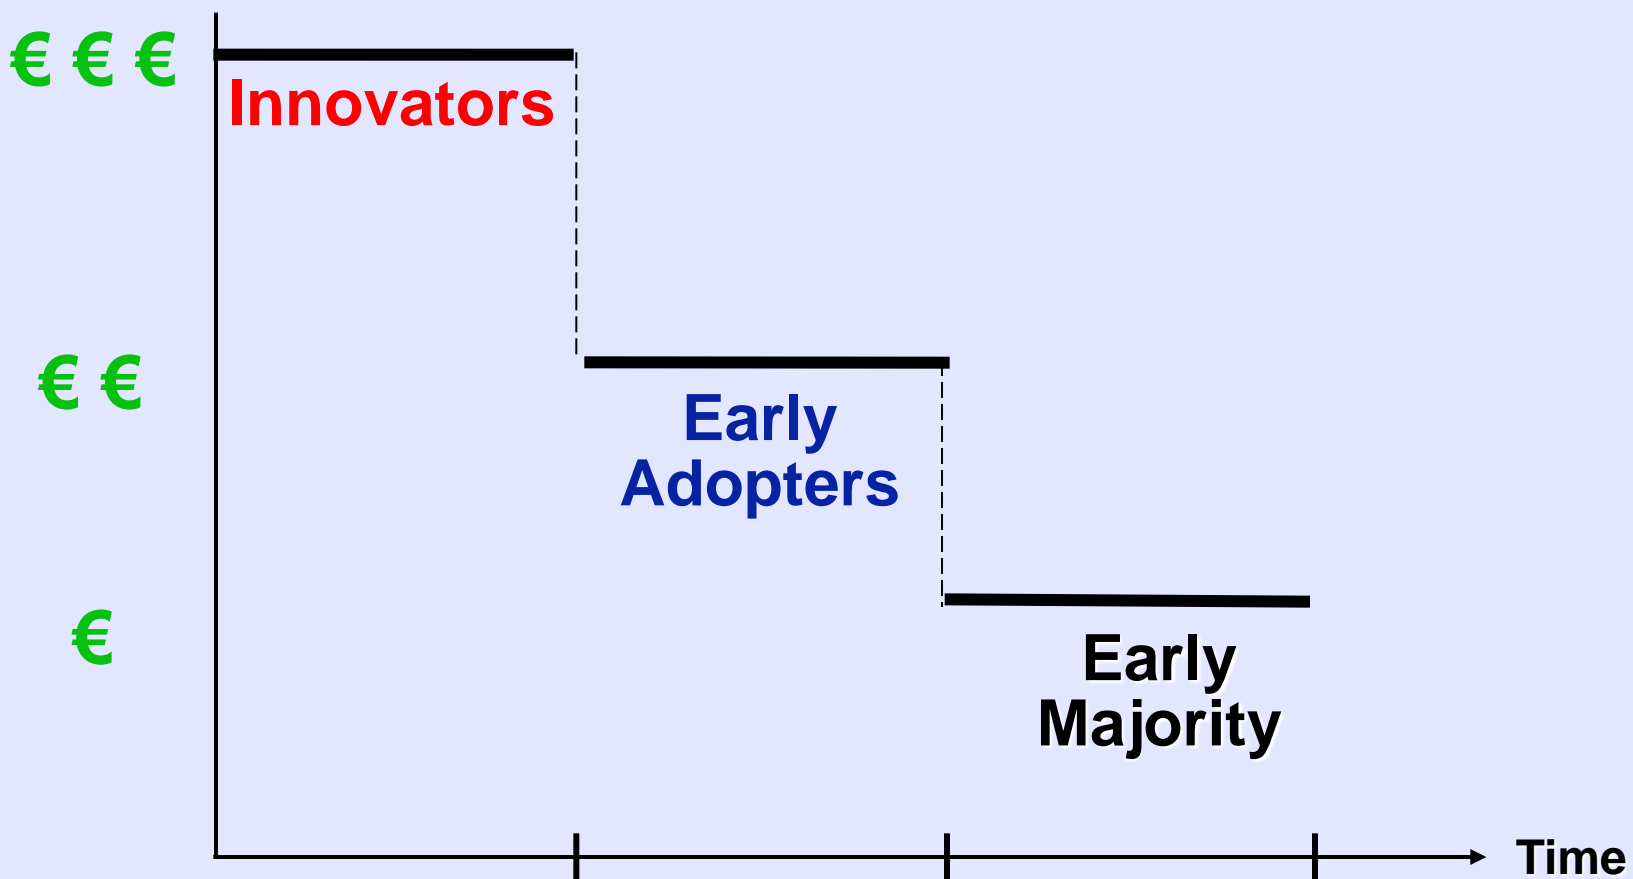 € € €
Innovators
€ €
Early
Adopters
€
Early
Majority
Time